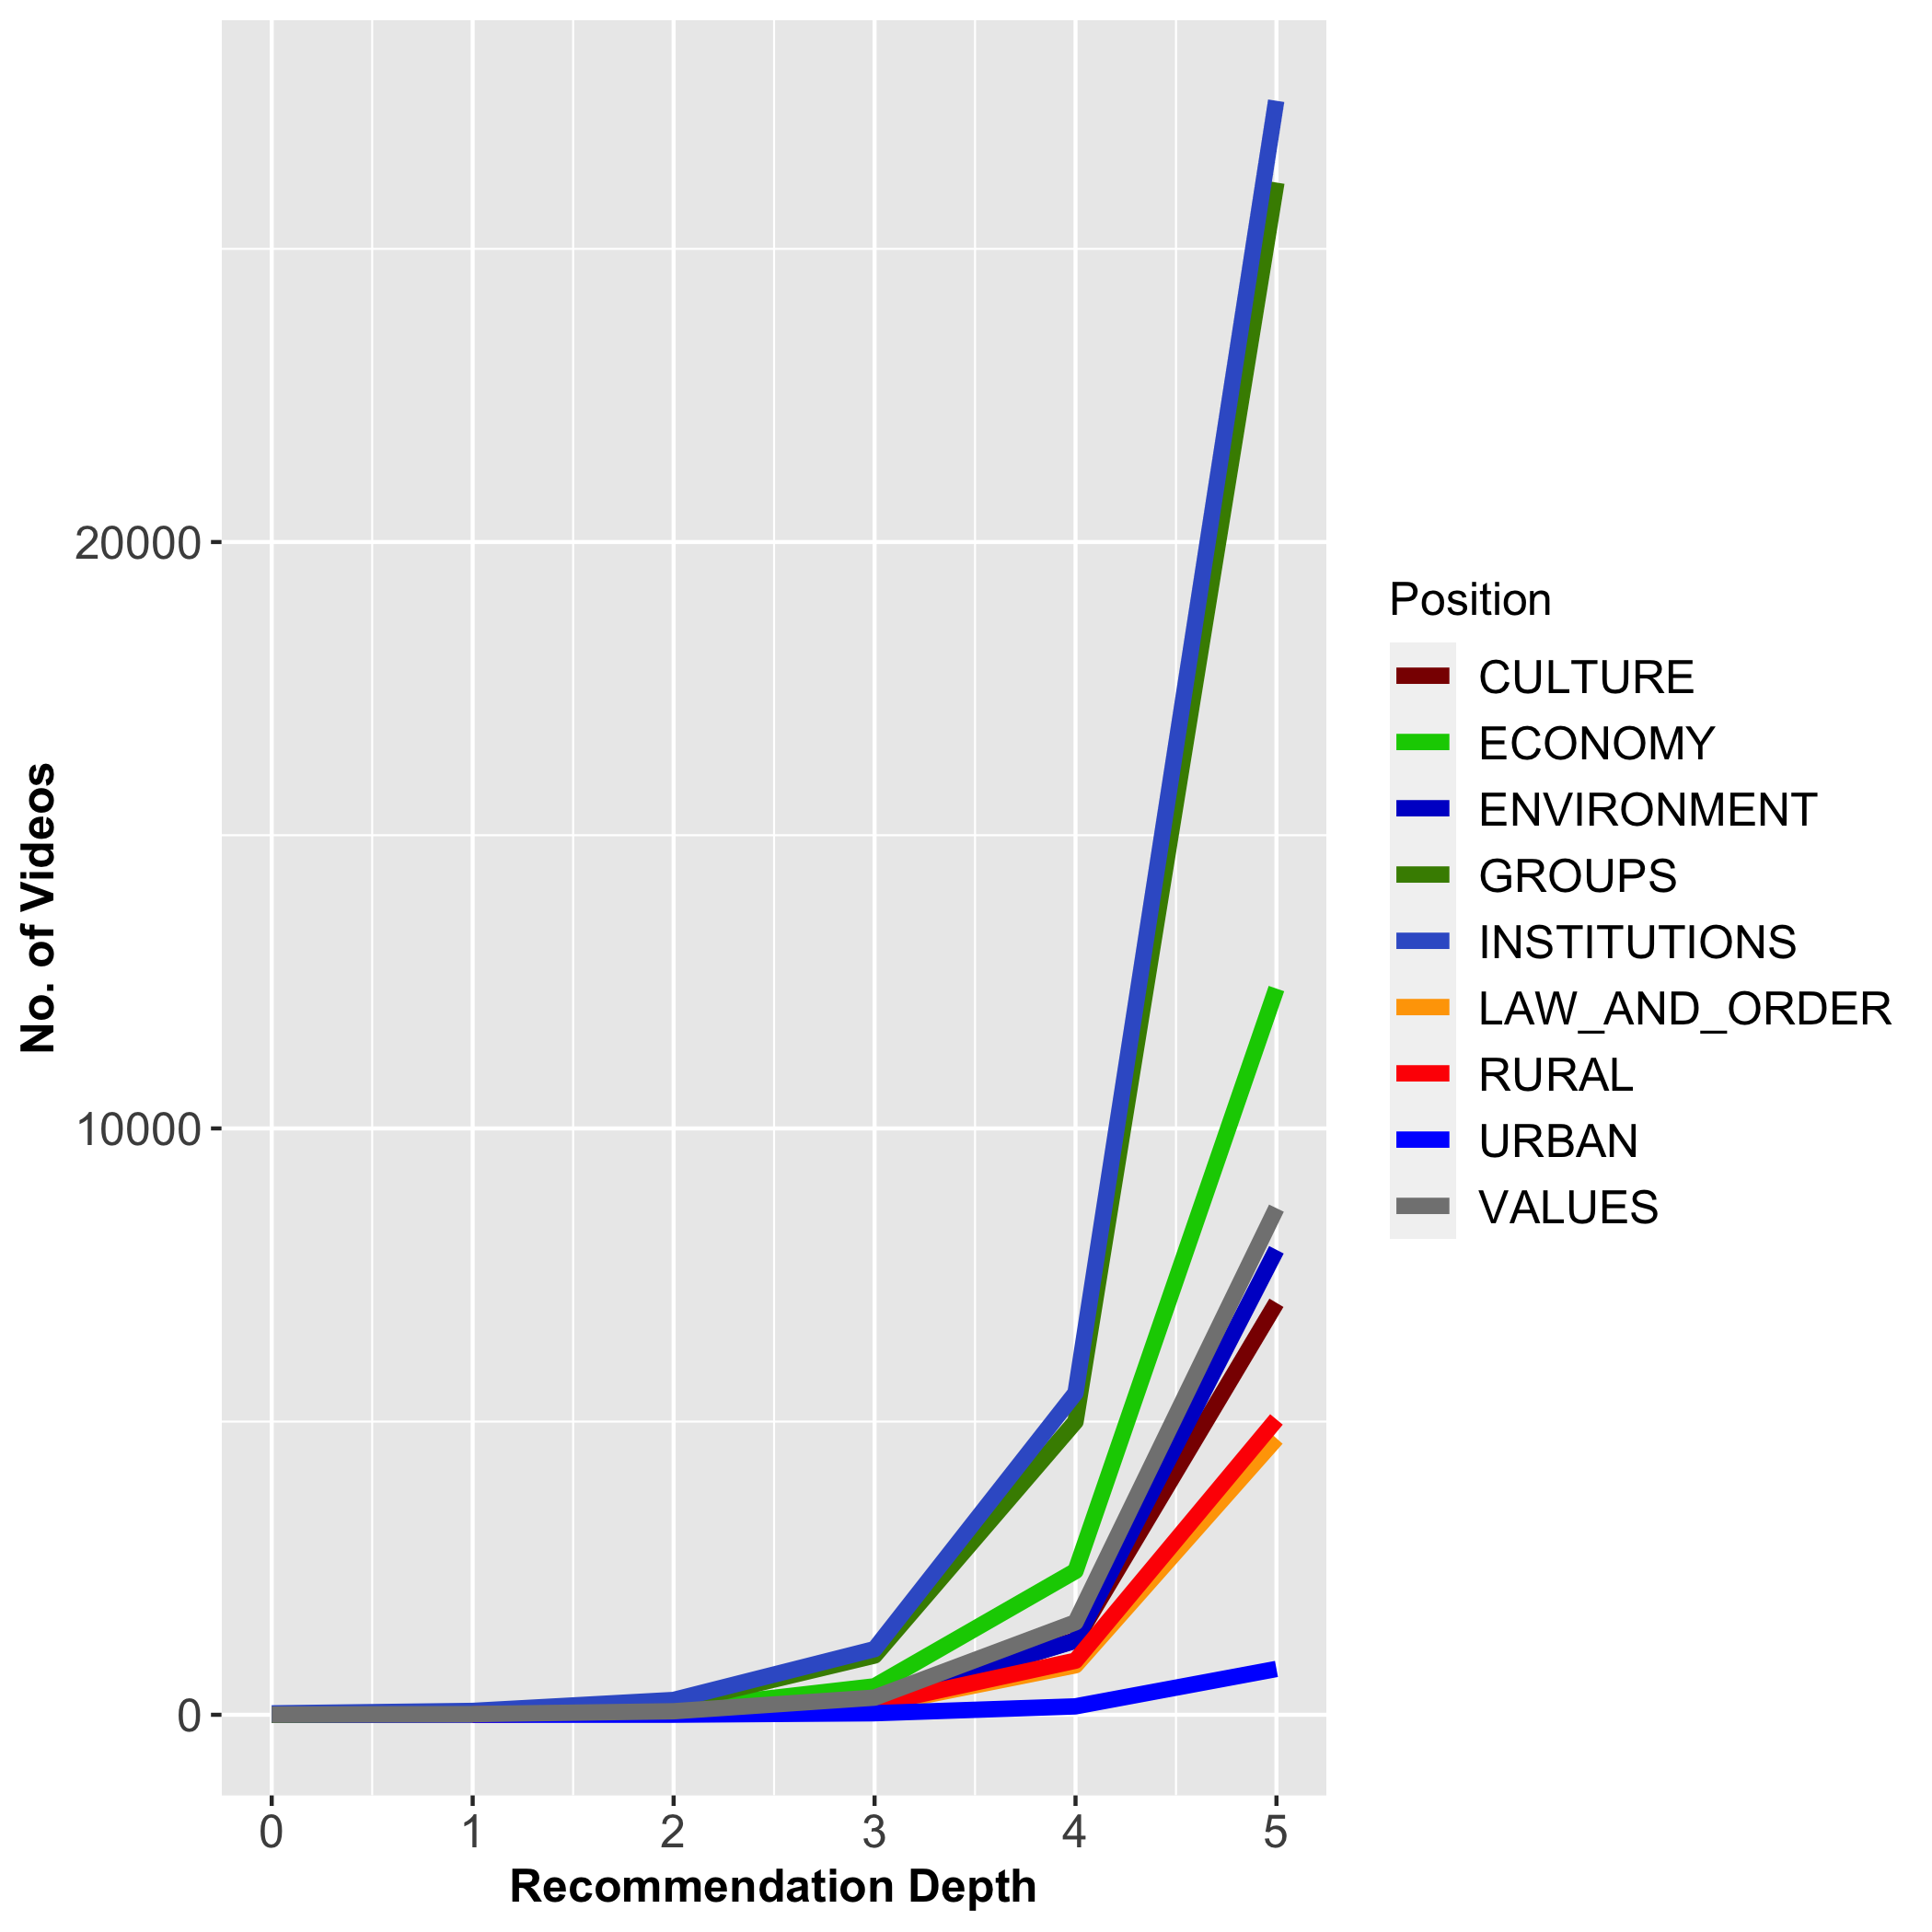 No. of Videos
20000
10000
0
0 1 2 3 4 5
Recommendation Depth
Position
CULTURE
ECONOMY
ENVIRONMENT
GROUPS
INSTITUTIONS
LAW_AND_ORDER
RURAL
URBAN
VALUES